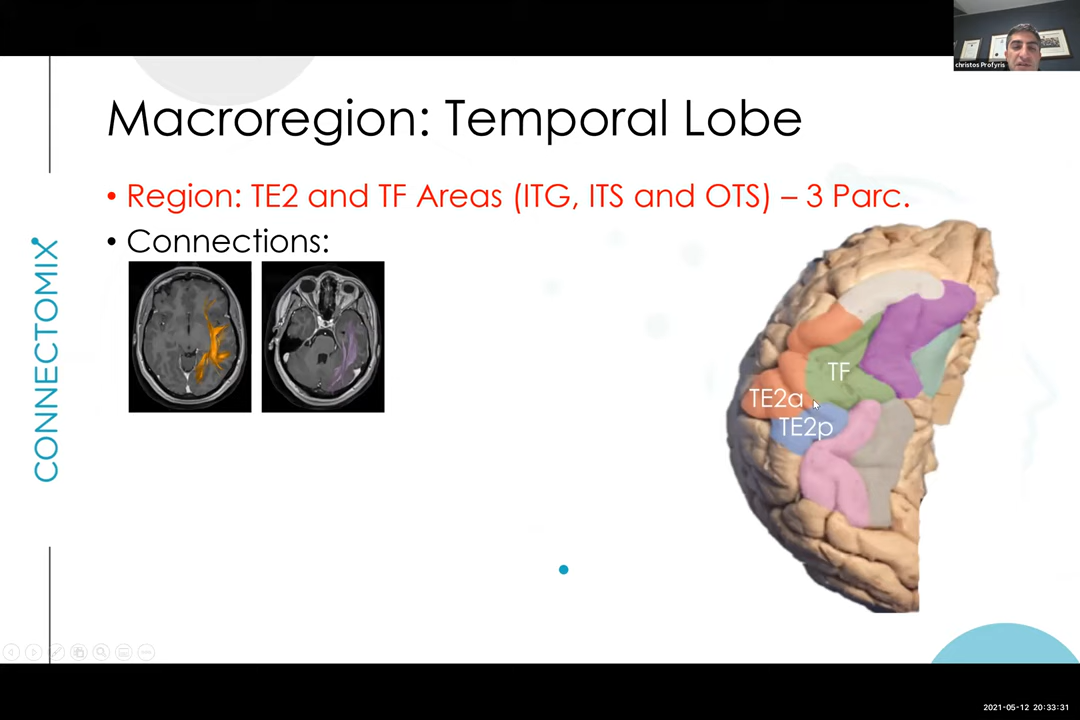 christos Profyris
Macroregion: Temporal Lobe
• Region: TE2 and TF Areas (ITG, ITS and OTS) – 3 Parc.
• Connections:
CONNECTOMIX
TF
TE2a
TE2p
2021-05-12 20:33:31